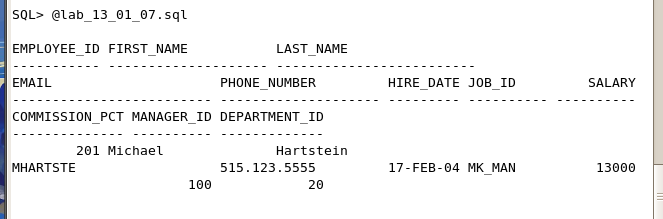 SQL> @lab_13_01_07.sql
EMPLOYEE_ID FIRST_NAME           LAST_NAME
----------- -------------------- -------------------------
EMAIL                     PHONE_NUMBER         HIRE_DATE JOB_ID         SALARY
------------------------- -------------------- --------- ---------- ----------
COMMISSION_PCT MANAGER_ID DEPARTMENT_ID
-------------- ---------- -------------
        201 Michael              Hartstein
MHARTSTE                  515.123.5555         17-FEB-04 MK_MAN          13000
                      100            20